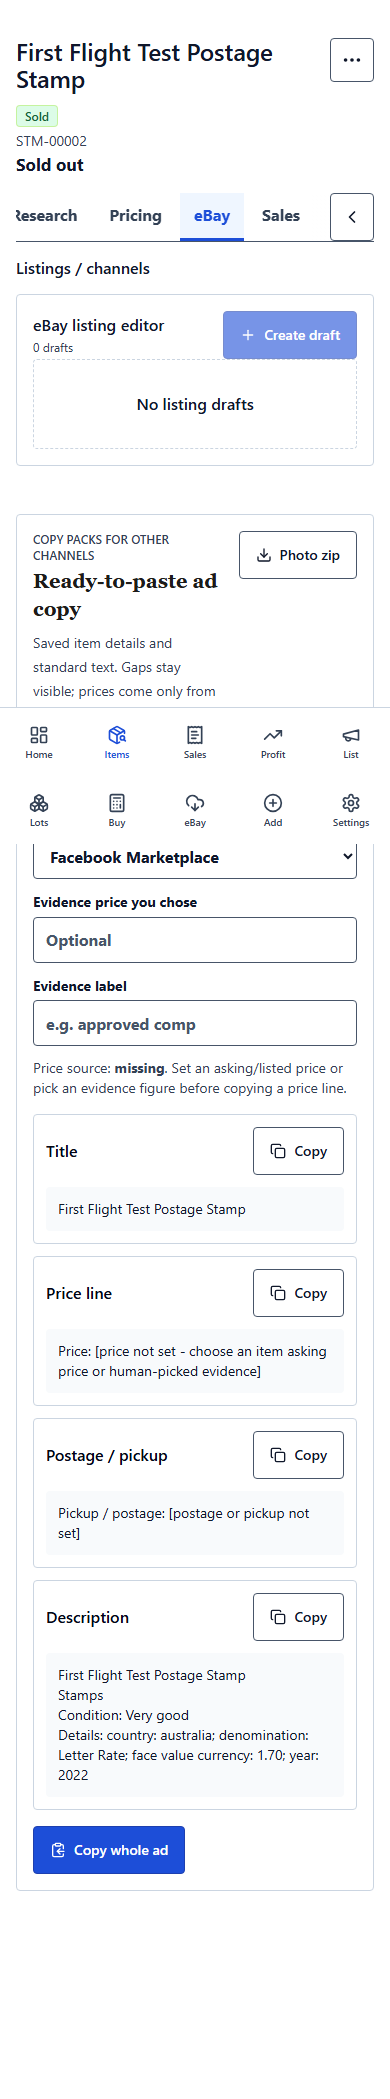 First Flight Test Postage
Stamp
Sold
STM-00002
Sold out
Research Pricing eBay Sales
Listings / channels
eBay listing editor
0 drafts
Create draft
No listing drafts
COPY PACKS FOR OTHER
CHANNELS
Ready-to-paste ad
copy
Photo zip
Saved item details and
standard text. Gaps stay
visible; prices come only from
Home Items Sales Profit List
Lots Buy eBay Add Settings
Facebook Marketplace
Evidence price you chose
Optional
Evidence label
e.g. approved comp
Price source: missing. Set an asking/listed price or
pick an evidence figure before copying a price line.
Title
Copy
First Flight Test Postage Stamp
Price line
Copy
Price: [price not set - choose an item asking
price or human-picked evidence]
Postage / pickup
Copy
Pickup / postage: [postage or pickup not
set]
Description
Copy
First Flight Test Postage Stamp
Stamps
Condition: Very good
Details: country: australia; denomination:
Letter Rate; face value currency: 1.70; year:
2022
Copy whole ad